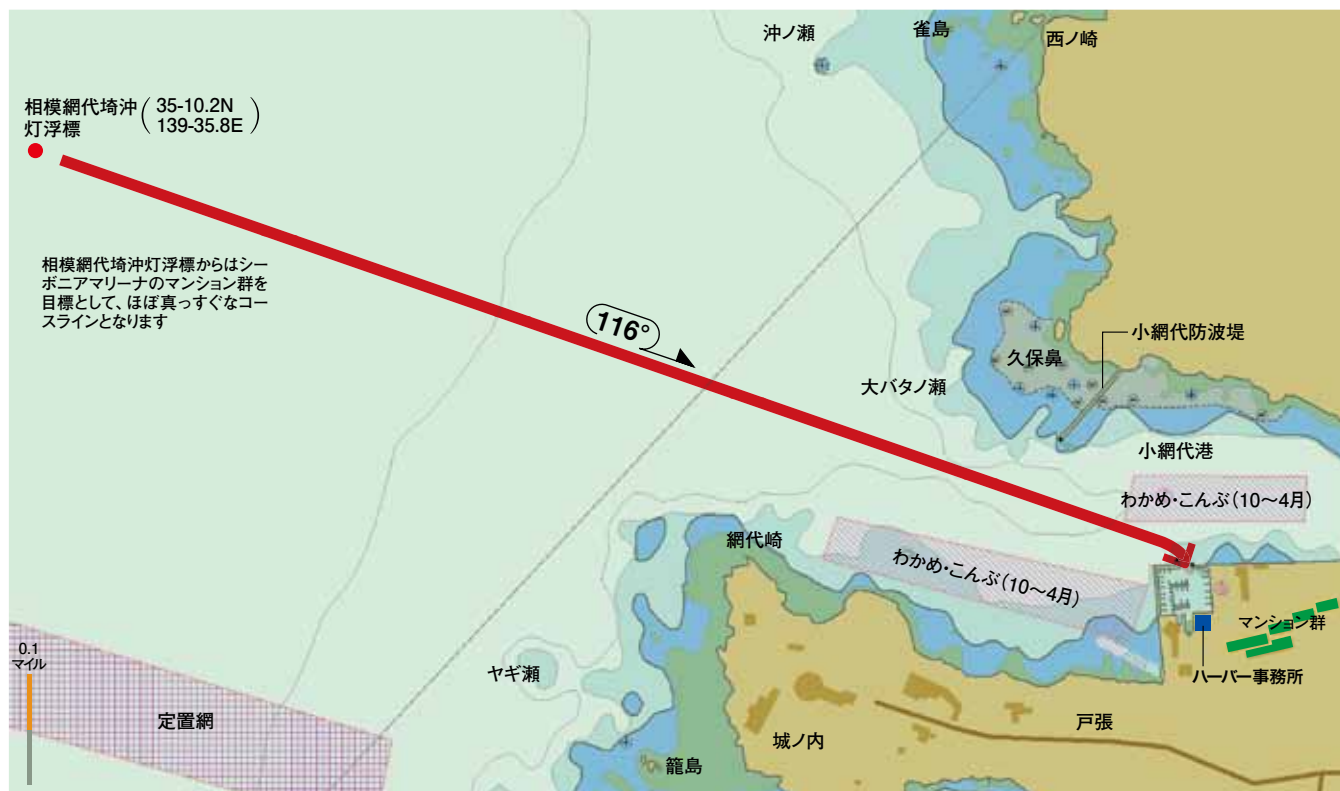 沖ノ瀬
雀島
西ノ崎
相模網代埼沖
灯浮標
35-10.2N
139-35.8E
相模網代埼沖灯浮標からはシー
ボニアマリーナのマンション群を
目標として、ほぼ真っすぐなコー
スラインとなります
116°
小網代防波堤
久保鼻
大バタノ瀬
小網代港
わかめ・こんぶ(10〜4月)
網代崎
わかめ・こんぶ(10〜4月)
マンション群
0.1
マイル
ヤギ瀬
ハーバー事務所
定置網
戸張
城ノ内
籠島